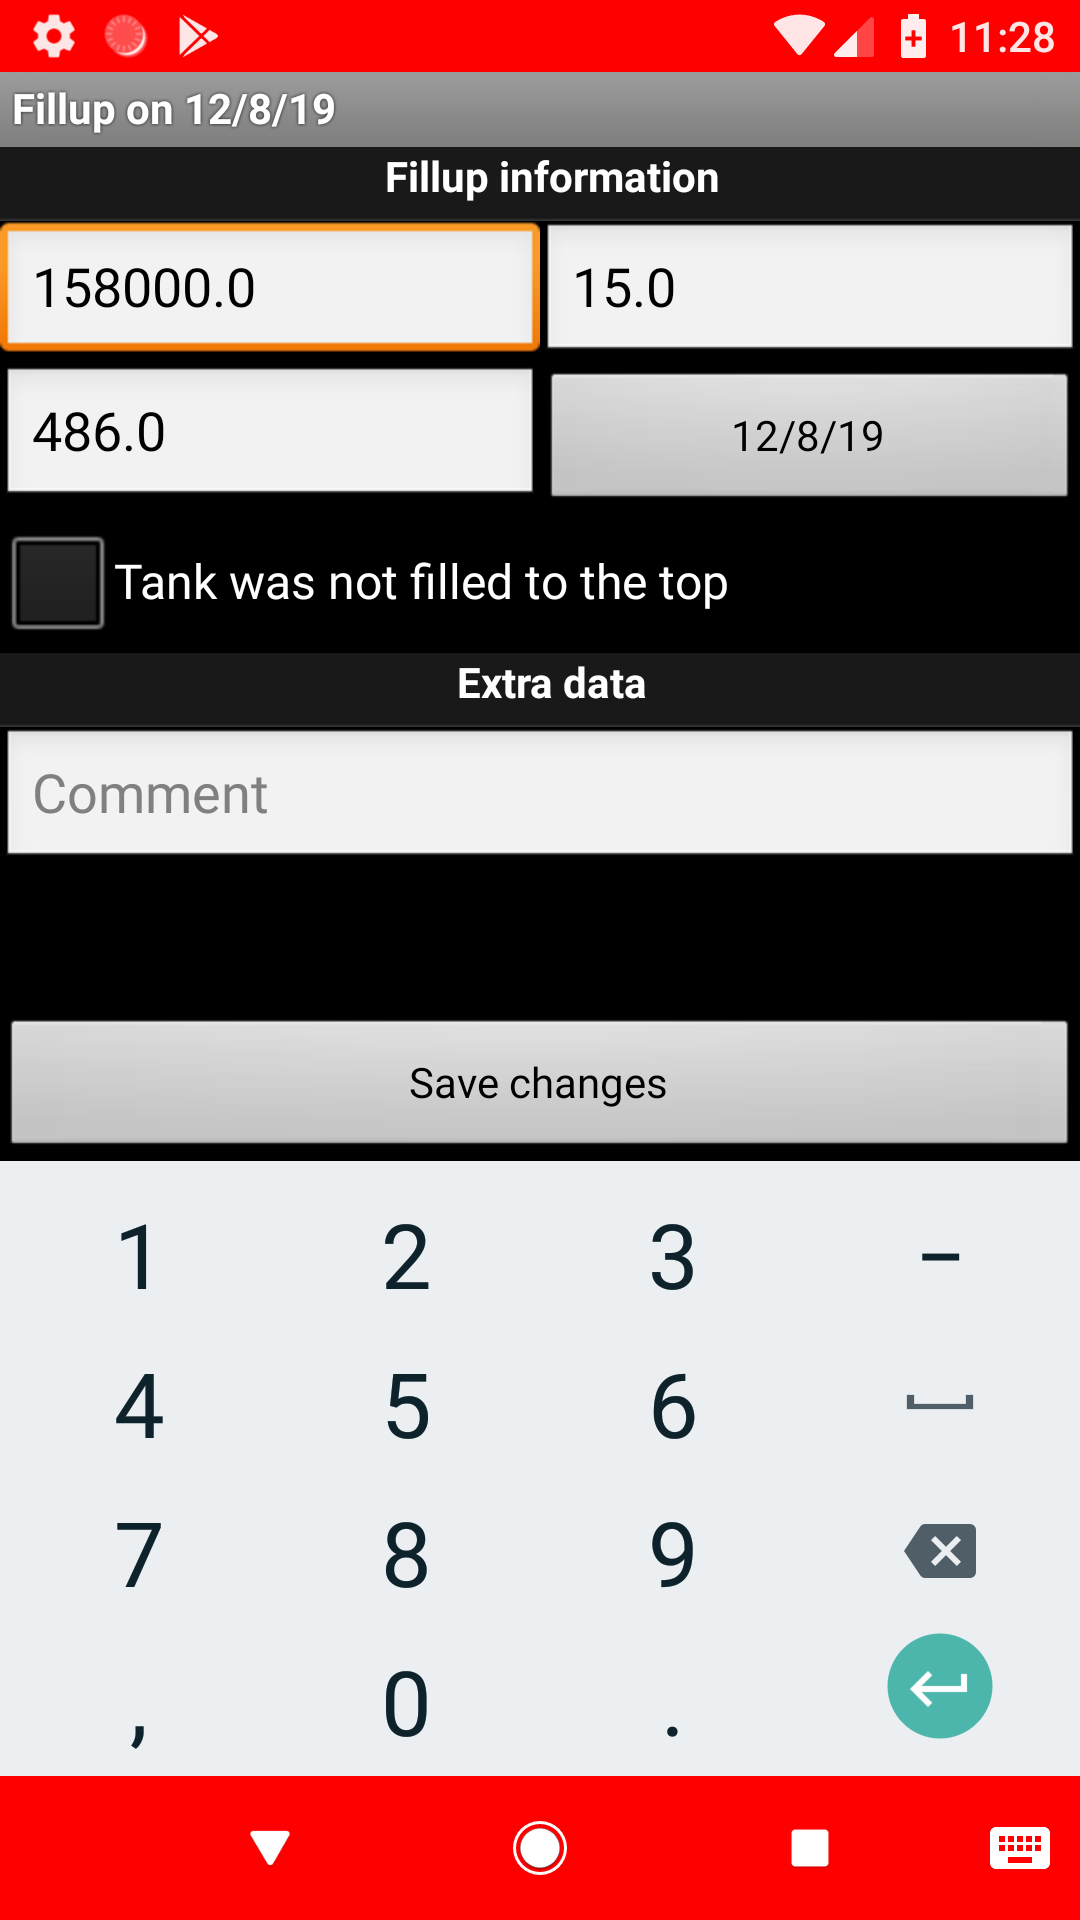 11:28
Fillup on 12/8/19
Fillup information
158000.0 15.0
486.0 12/8/19
Tank was not filled to the top
Extra data
Comment
Save changes
1 2 3 –
4 5 6
7 8 9
, 0 .